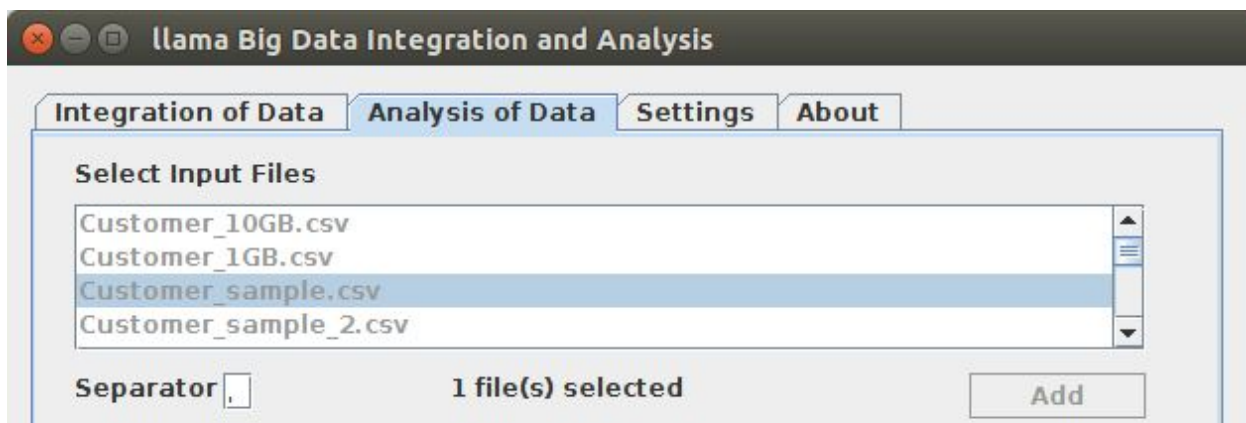 llama Big Data Integration and Analysis
Integration of Data Analysis of Data Settings About
Select Input Files
Customer_10GB.csv
Customer_1GB.csv
Customer_sample.csv
Customer_sample_2.csv
Separator , 1 file(s) selected Add